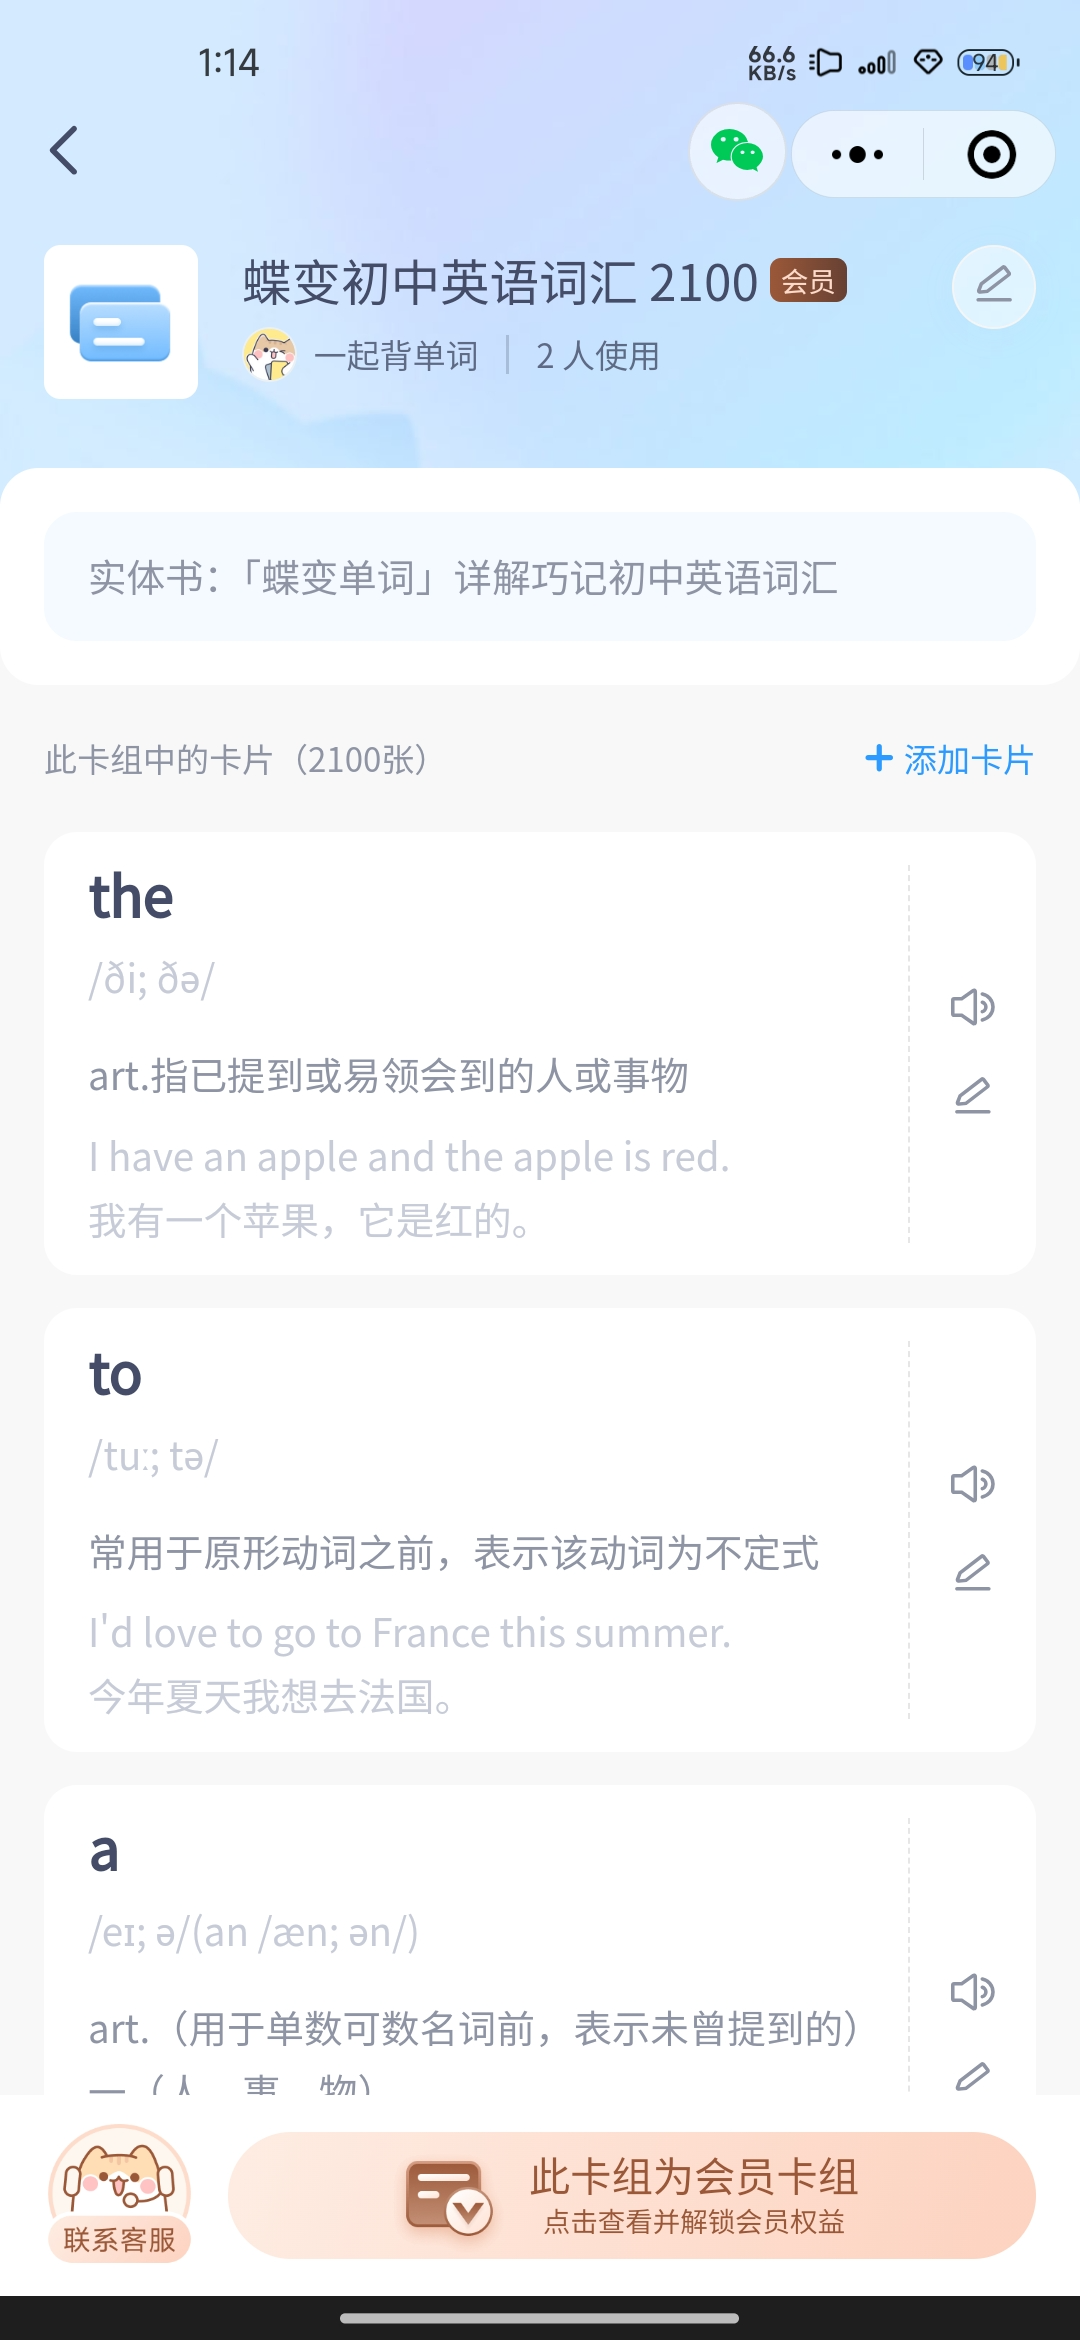 1:14
66.6
KB/s
94
蝶变初中英语词汇 2100 会员
一起背单词 | 2 人使用
实体书：「蝶变单词」详解巧记初中英语词汇
此卡组中的卡片（2100张）
+ 添加卡片
the
/ði; ðə/
art.指已提到或易领会到的人或事物
I have an apple and the apple is red.
我有一个苹果，它是红的。
to
/tuː; tə/
常用于原形动词之前，表示该动词为不定式
I'd love to go to France this summer.
今年夏天我想去法国。
a
/eɪ; ə/(an /æn; ən/)
art.（用于单数可数名词前，表示未曾提到的）
一（人、事、物）
联系客服
此卡组为会员卡组
点击查看并解锁会员权益